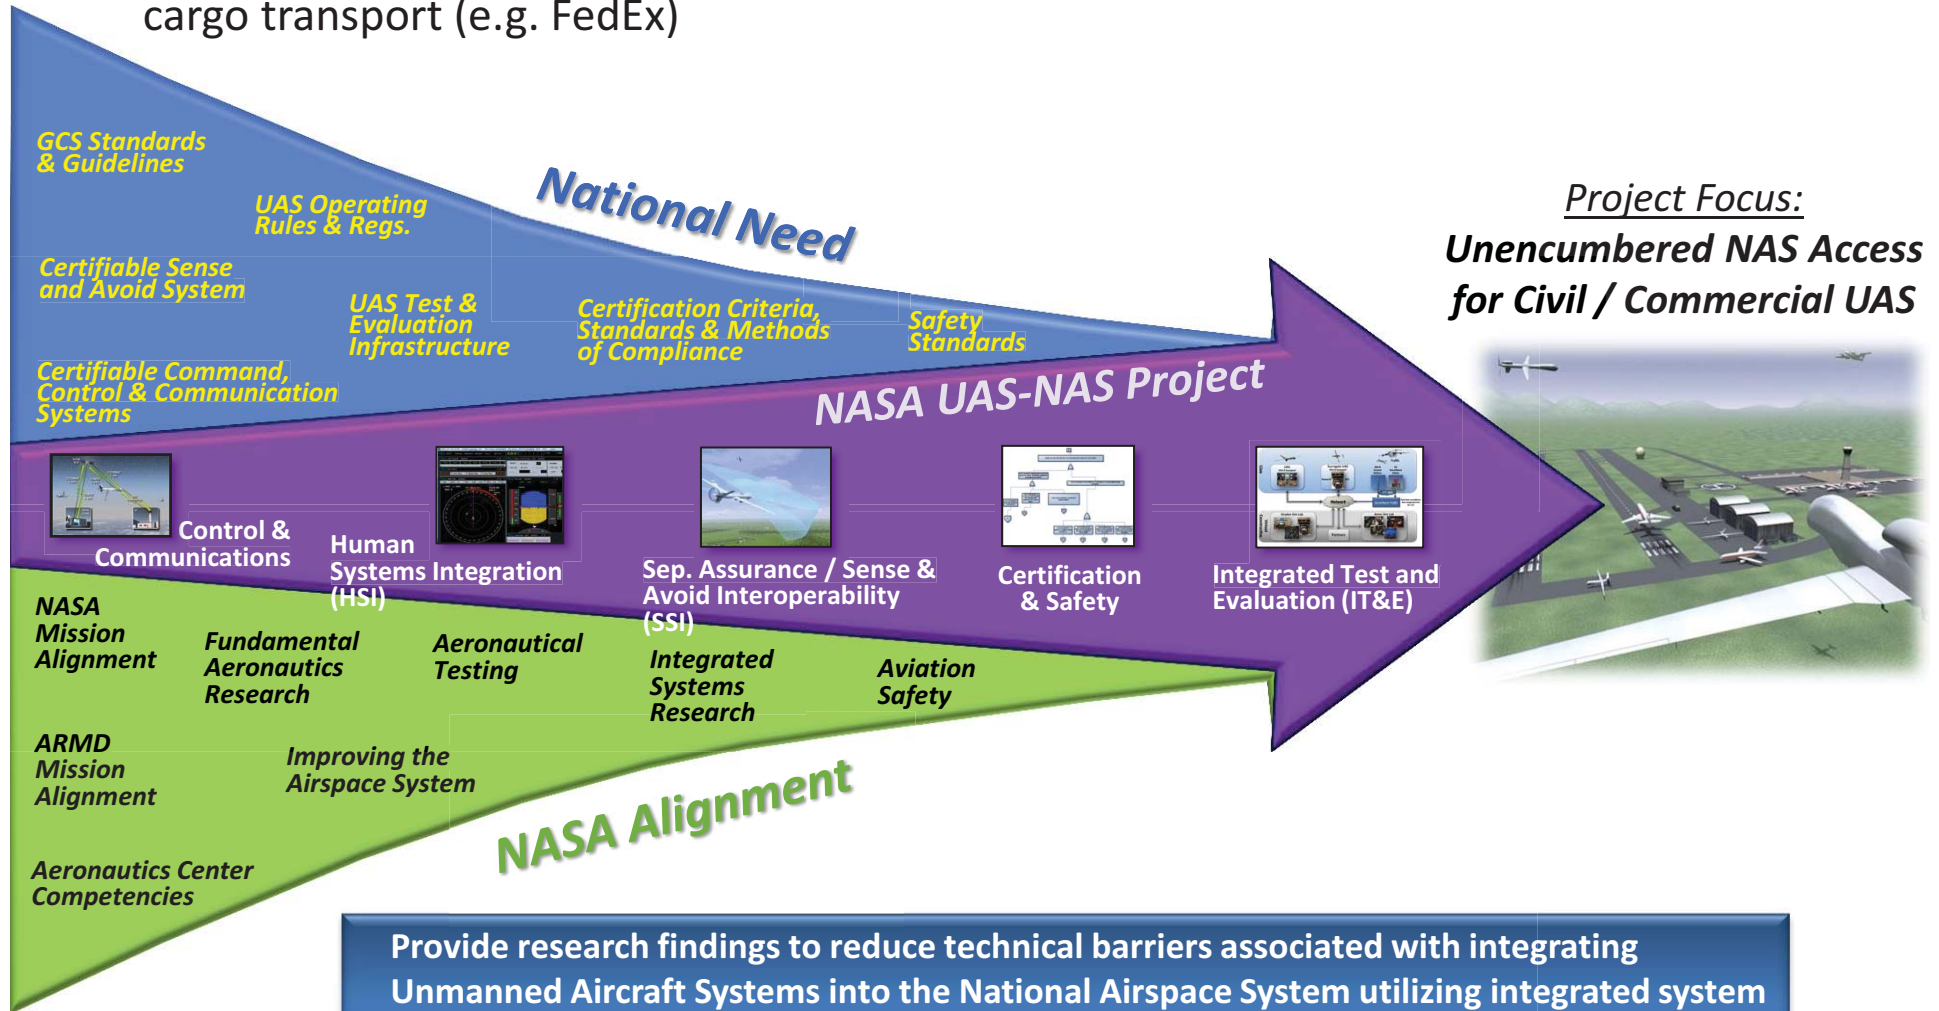 cargo transport (e.g. FedEx)
GCS Standards
& Guidelines
UAS Operating
Rules & Regs.
Certifiable Sense
and Avoid System
UAS Test &
Evaluation
Infrastructure
Certification Criteria,
Standards & Methods
of Compliance
Safety
Standards
Certifiable Command,
Control & Communication
Systems
National Need
Project Focus:
Unencumbered NAS Access
for Civil / Commercial UAS
NASA UAS-NAS Project
Control &
Communications
Human
Systems Integration
(HSI)
Sep. Assurance / Sense &
Avoid Interoperability
(SSI)
Certification
& Safety
Integrated Test and
Evaluation (IT&E)
NASA
Mission
Alignment
Fundamental
Aeronautics
Research
Aeronautical
Testing
Integrated
Systems
Research
Aviation
Safety
ARMD
Mission
Alignment
Improving the
Airspace System
Aeronautics Center
Competencies
NASA Alignment
Provide research findings to reduce technical barriers associated with integrating
Unmanned Aircraft Systems into the National Airspace System utilizing integrated system